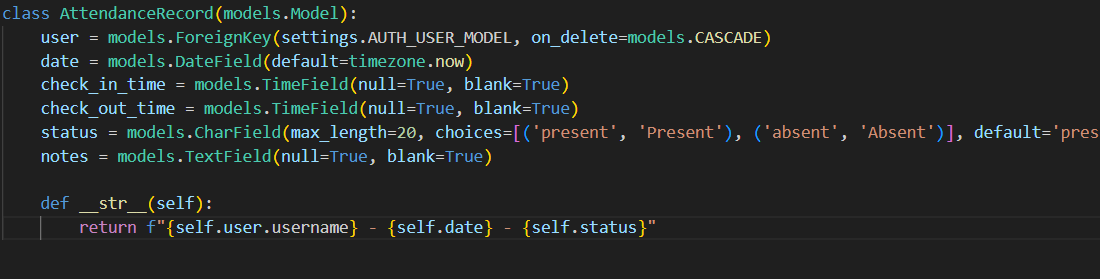 class AttendanceRecord(models.Model):
    user = models.ForeignKey(settings.AUTH_USER_MODEL, on_delete=models.CASCADE)
    date = models.DateField(default=timezone.now)
    check_in_time = models.TimeField(null=True, blank=True)
    check_out_time = models.TimeField(null=True, blank=True)
    status = models.CharField(max_length=20, choices=[('present', 'Present'), ('absent', 'Absent')], default='pres
    notes = models.TextField(null=True, blank=True)
    def __str__(self):
        return f"{self.user.username} - {self.date} - {self.status}"